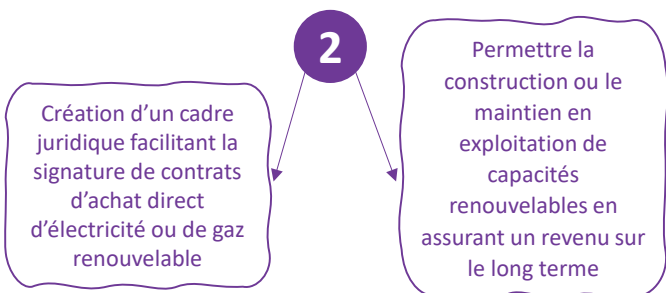 2
Création d’un cadre
juridique facilitant la
signature de contrats
d’achat direct
d’électricité ou de gaz
renouvelable
Permettre la
construction ou le
maintien en
exploitation de
capacités
renouvelables en
assurant un revenu sur
le long terme